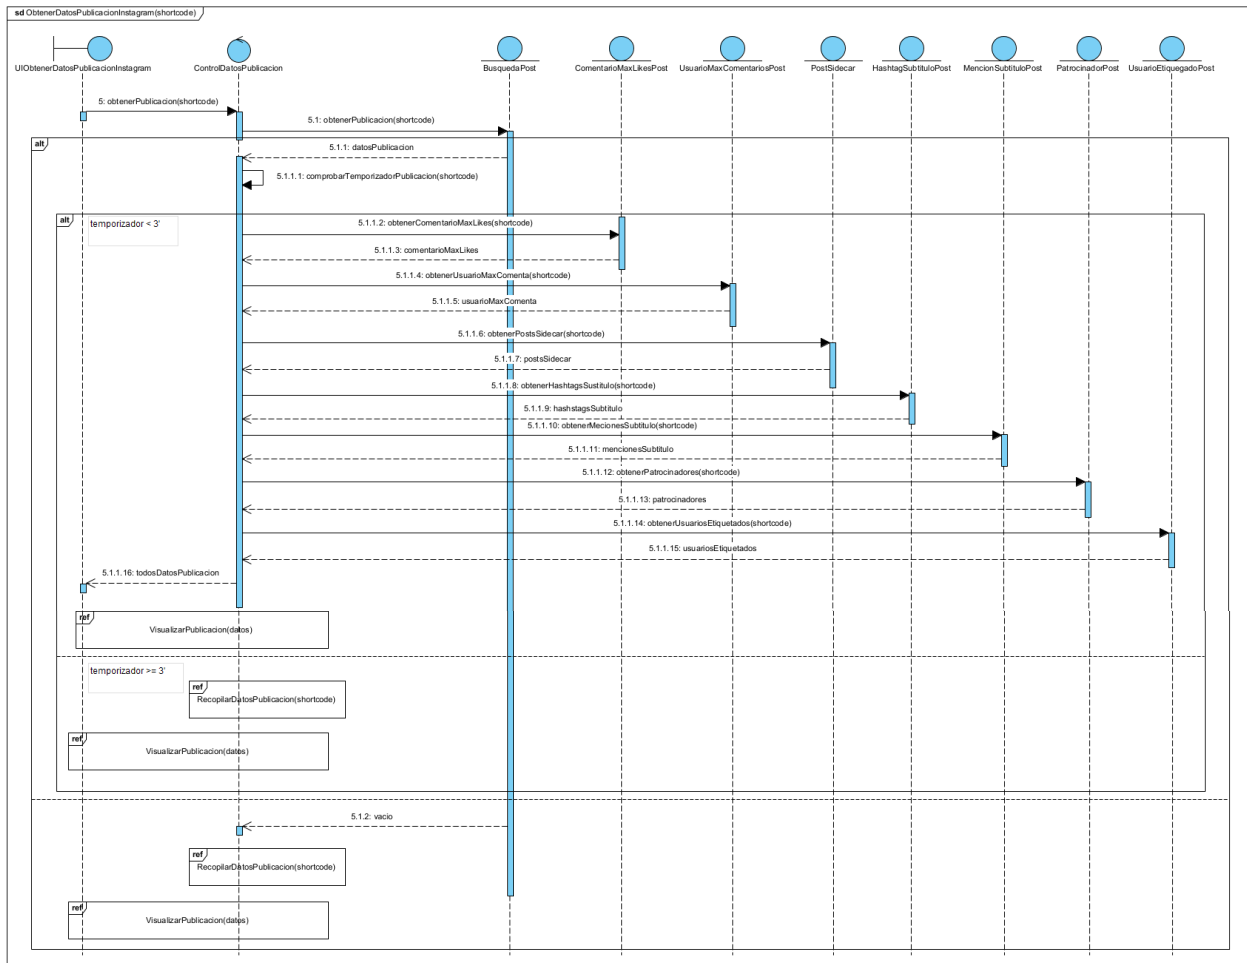 sd ObtenerDatosPublicacionInstagram(shortcode)
UIObtenerDatosPublicacionInstagram
ControlDatosPublicacion
BusquedaPost
ComentarioMaxLikesPost
UsuarioMaxComentariosPost
PostSidecar
HashtagSubtituloPost
MencionSubtituloPost
PatrocinadorPost
UsuarioEtiquegadoPost
5: obtenerPublicacion(shortcode)
5.1: obtenerPublicacion(shortcode)
alt
5.1.1: datosPublicacion
5.1.1.1: comprobarTemporizadorPublicacion(shortcode)
alt
temporizador < 3'
5.1.1.2: obtenerComentarioMaxLikes(shortcode)
5.1.1.3: comentarioMaxLikes
5.1.1.4: obtenerUsuarioMaxComenta(shortcode)
5.1.1.5: usuarioMaxComenta
5.1.1.6: obtenerPostsSidecar(shortcode)
5.1.1.7: postsSidecar
5.1.1.8: obtenerHashtagsSustitulo(shortcode)
5.1.1.9: hashstagsSubtitulo
5.1.1.10: obtenerMecionesSubtitulo(shortcode)
5.1.1.11: mencionesSubtitulo
5.1.1.12: obtenerPatrocinadores(shortcode)
5.1.1.13: patrocinadores
5.1.1.14: obtenerUsuariosEtiquetados(shortcode)
5.1.1.15: usuariosEtiquetados
5.1.1.16: todosDatosPublicacion
ref
VisualizarPublicacion(datos)
temporizador >= 3'
ref
RecopilarDatosPublicacion(shortcode)
ref
VisualizarPublicacion(datos)
5.1.2: vacio
ref
RecopilarDatosPublicacion(shortcode)
ref
VisualizarPublicacion(datos)